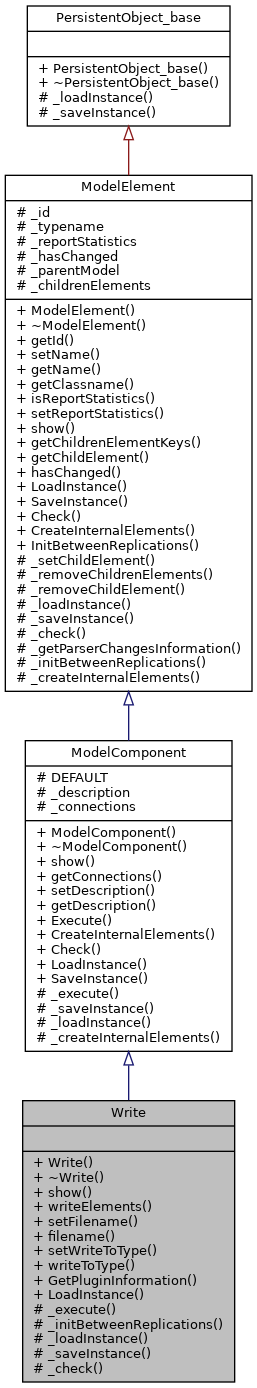 PersistentObject_base
+ PersistentObject_base()
+ ~PersistentObject_base()
# _loadInstance()
# _saveInstance()
ModelElement
# _id
# _typename
# _reportStatistics
# _hasChanged
# _parentModel
# _childrenElements
+ ModelElement()
+ ~ModelElement()
+ getId()
+ setName()
+ getName()
+ getClassname()
+ isReportStatistics()
+ setReportStatistics()
+ show()
+ getChildrenElementKeys()
+ getChildElement()
+ hasChanged()
+ LoadInstance()
+ SaveInstance()
+ Check()
+ CreateInternalElements()
+ InitBetweenReplications()
# _setChildElement()
# _removeChildrenElements()
# _removeChildElement()
# _loadInstance()
# _saveInstance()
# _check()
# _getParserChangesInformation()
# _initBetweenReplications()
# _createInternalElements()
ModelComponent
# DEFAULT
# _description
# _connections
+ ModelComponent()
+ ~ModelComponent()
+ show()
+ getConnections()
+ setDescription()
+ getDescription()
+ Execute()
+ CreateInternalElements()
+ Check()
+ LoadInstance()
+ SaveInstance()
# _execute()
# _saveInstance()
# _loadInstance()
# _createInternalElements()
Write
+ Write()
+ ~Write()
+ show()
+ writeElements()
+ setFilename()
+ filename()
+ setWriteToType()
+ writeToType()
+ GetPluginInformation()
+ LoadInstance()
# _execute()
# _initBetweenReplications()
# _loadInstance()
# _saveInstance()
# _check()